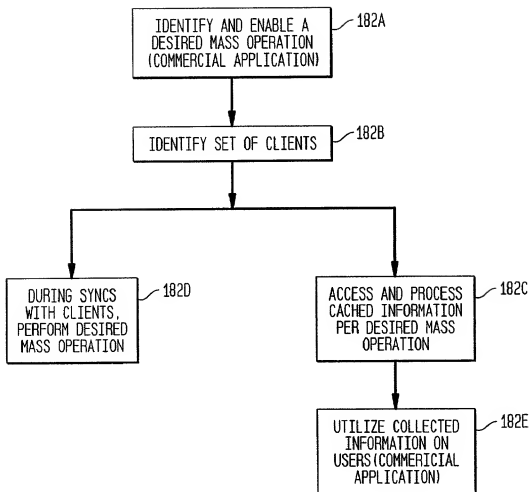 IDENTIFY AND ENABLE A
DESIRED MASS OPERATION
(COMMERCIAL APPLICATION)
182A
IDENTIFY SET OF CLIENTS
182B
DURING SYNCS
WITH CLIENTS,
PERFORM DESIRED
MASS OPERATION
182D
ACCESS AND PROCESS
CACHED INFORMATION
PER DESIRED MASS
OPERATION
182C
UTILIZE COLLECTED
INFORMATION ON
USERS(COMMERICIAL
APPLICATION)
182E